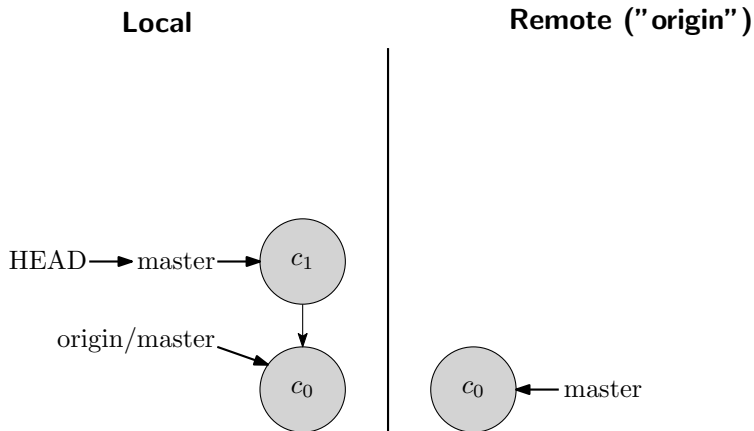 Local
Remote ("origin")
HEAD master c1
origin/master
c0
c0 master